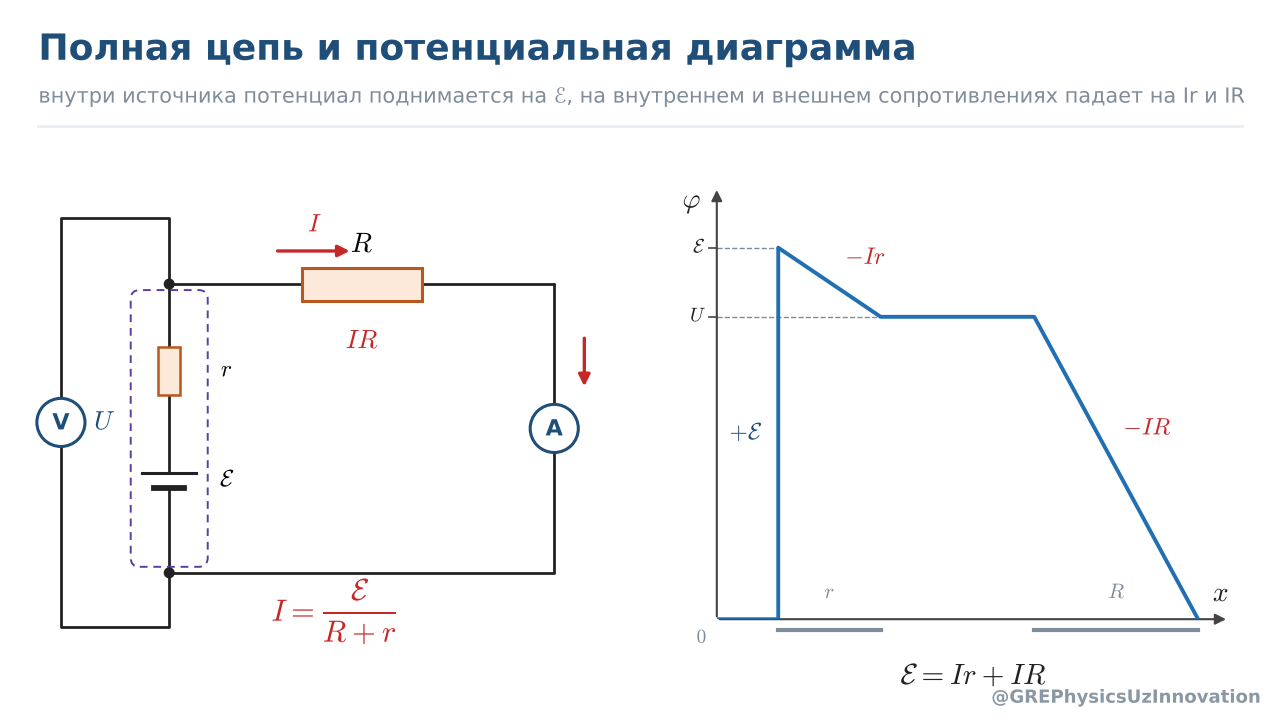 Полная цепь и потенциальная диаграмма
внутри источника потенциал поднимается на ℰ, на внутреннем и внешнем сопротивлениях падает на Ir и IR
I
R
IR
r
V
U
A
ℰ
I = ℰ / (R + r)
φ
ℰ
−Ir
U
+ℰ
−IR
r
R
x
0
ℰ = Ir + IR
@GREPhysicsUzInnovation